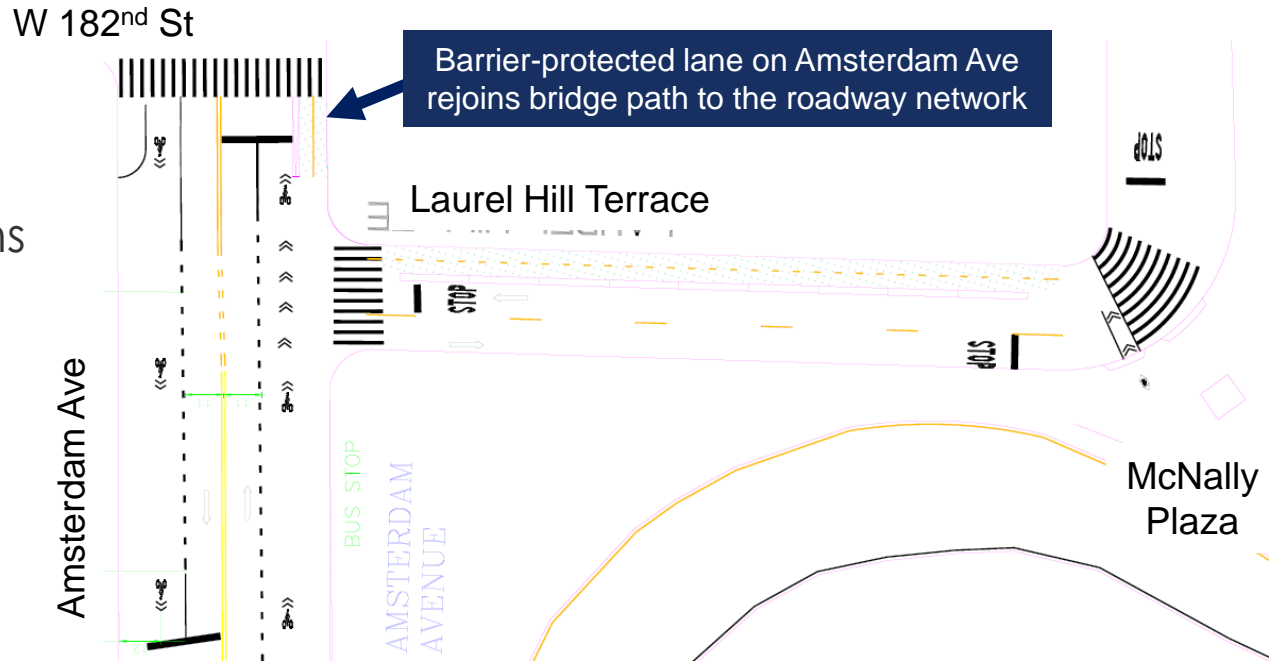 W 182nd St
Barrier-protected lane on Amsterdam Ave
rejoins bridge path to the roadway network
STOP
Laurel Hill Terrace
STOP
STOP
Amsterdam Ave
BUS STOP
AMSTERDAM
AVENUE
McNally
Plaza